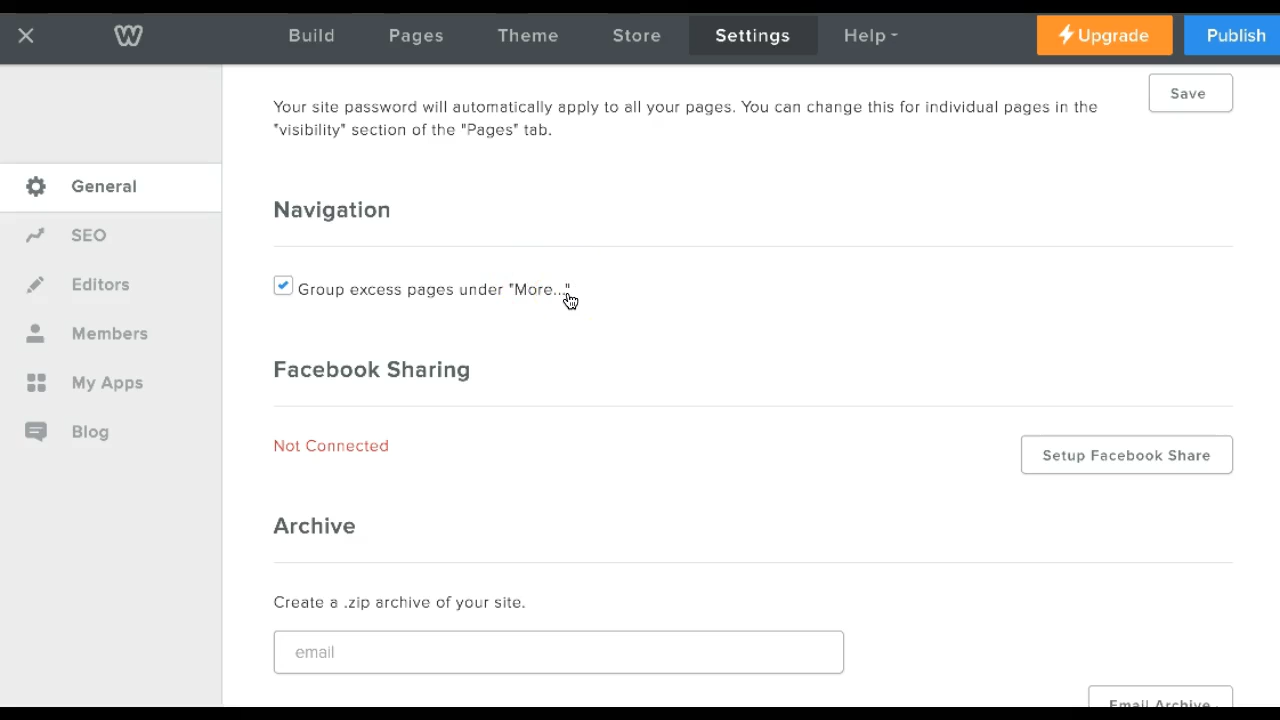 Build Pages Theme Store Settings Help Upgrade Publish
Your site password will automatically apply to all your pages. You can change this for individual pages in the
"visibility" section of the "Pages" tab.
Save
General
SEO
Editors
Members
My Apps
Blog
Navigation
Group excess pages under "More..."
Facebook Sharing
Not Connected
Setup Facebook Share
Archive
Create a .zip archive of your site.
email
Email Archive